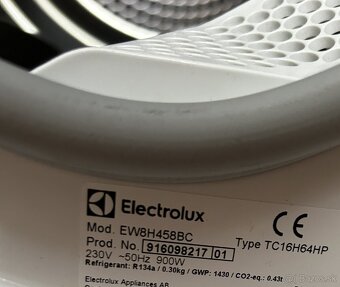 Electrolux
CE
Mod. EW8H458BC
Prod. No. 916098217 01
Type TC16H64HP
230V ~50Hz 900W
Refrigerant: R134a / 0.30kg / GWP: 1430 / CO2-eq.: 0.43t
Electrolux Appliances AB